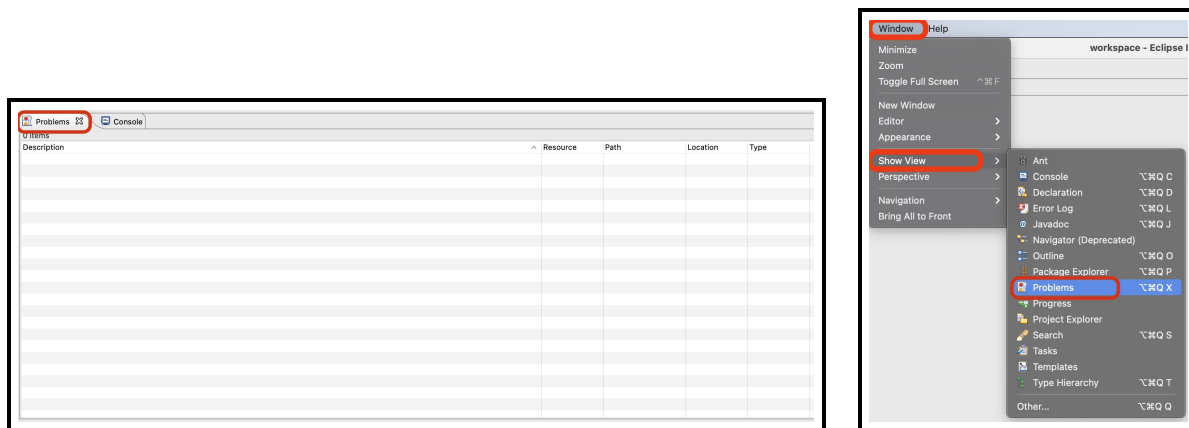 Problems
Console
0 items
Description
Resource
Path
Location
Type
Window Help
workspace - Eclipse I
Minimize
Zoom
Toggle Full Screen ^⌘F
New Window
Editor
Appearance
Show View
Perspective
Navigation
Bring All to Front
Ant
Console ⌥⌘Q C
Declaration ⌥⌘Q D
Error Log ⌥⌘Q L
Javadoc ⌥⌘Q J
Navigator (Deprecated)
Outline ⌥⌘Q O
Package Explorer ⌥⌘Q P
Problems ⌥⌘Q X
Progress
Project Explorer
Search ⌥⌘Q S
Tasks
Templates
Type Hierarchy ⌥⌘Q T
Other... ⌥⌘Q Q